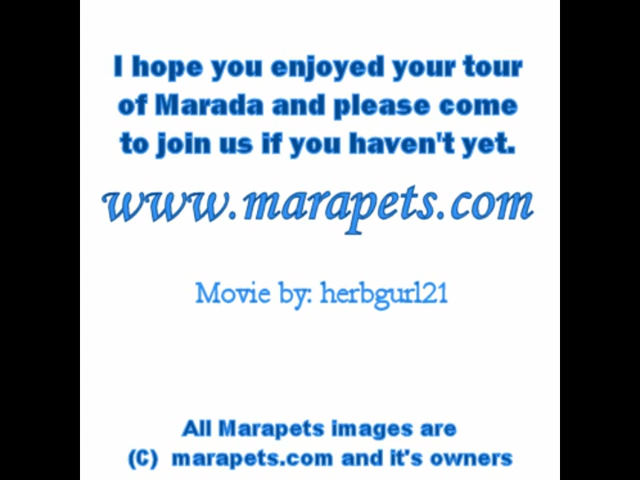 I hope you enjoyed your tour
of Marada and please come
to join us if you haven't yet.
www.marapets.com
Movie by: herbgurl21
All Marapets images are
(C) marapets.com and it's owners